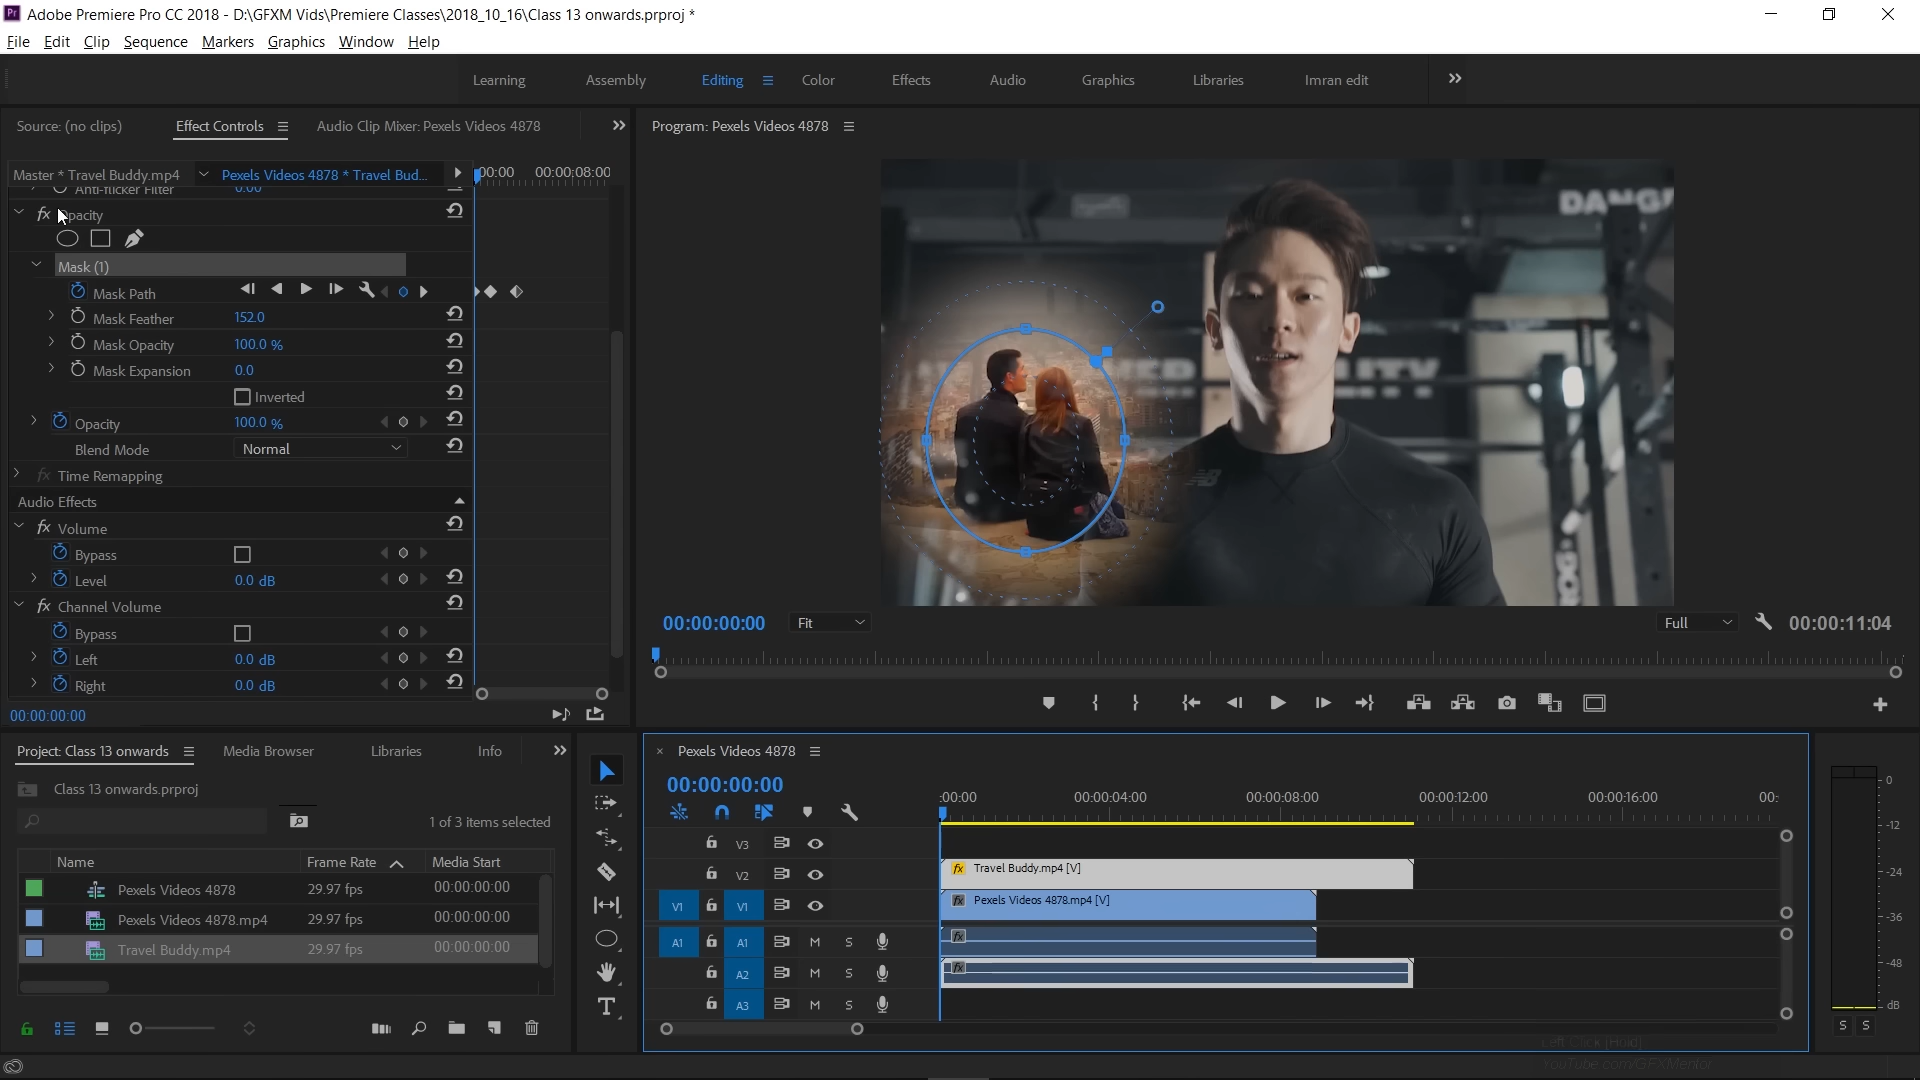 Adobe Premiere Pro CC 2018 - D:\GFXM Vids\Premiere Classes\2018_10_16\Class 13 onwards.prproj *
File Edit Clip Sequence Markers Graphics Window Help
Learning Assembly Editing Color Effects Audio Graphics Libraries Imran edit
Source: (no clips) Effect Controls Audio Clip Mixer: Pexels Videos 4878
Program: Pexels Videos 4878
Master * Travel Buddy.mp4 Pexels Videos 4878 * Travel Bud... :00:00 00:00:08:00
Anti-flicker Filter 0.00
fx Opacity
Mask (1)
Mask Path
Mask Feather 152.0
Mask Opacity 100.0 %
Mask Expansion 0.0
Inverted
Opacity 100.0 %
Blend Mode Normal
fx Time Remapping
Audio Effects
fx Volume
Bypass
Level 0.0 dB
fx Channel Volume
Bypass
Left 0.0 dB
Right 0.0 dB
00:00:00:00
00:00:00:00 Fit Full 00:00:11:04
Project: Class 13 onwards Media Browser Libraries Info
Class 13 onwards.prproj
1 of 3 items selected
Name Frame Rate Media Start
Pexels Videos 4878 29.97 fps 00:00:00:00
Pexels Videos 4878.mp4 29.97 fps 00:00:00:00
Travel Buddy.mp4 29.97 fps 00:00:00:00
× Pexels Videos 4878
00:00:00:00
:00:00 00:00:04:00 00:00:08:00 00:00:12:00 00:00:16:00 00:
V3
V2 fx Travel Buddy.mp4 [V]
V1 V1 fx Pexels Videos 4878.mp4 [V]
A1 A1 M S fx
A2 M S fx
A3 M S
0
-12
-24
-36
-48
dB
S S
Left Click [Hold]
YouTube.com/GFXMentor